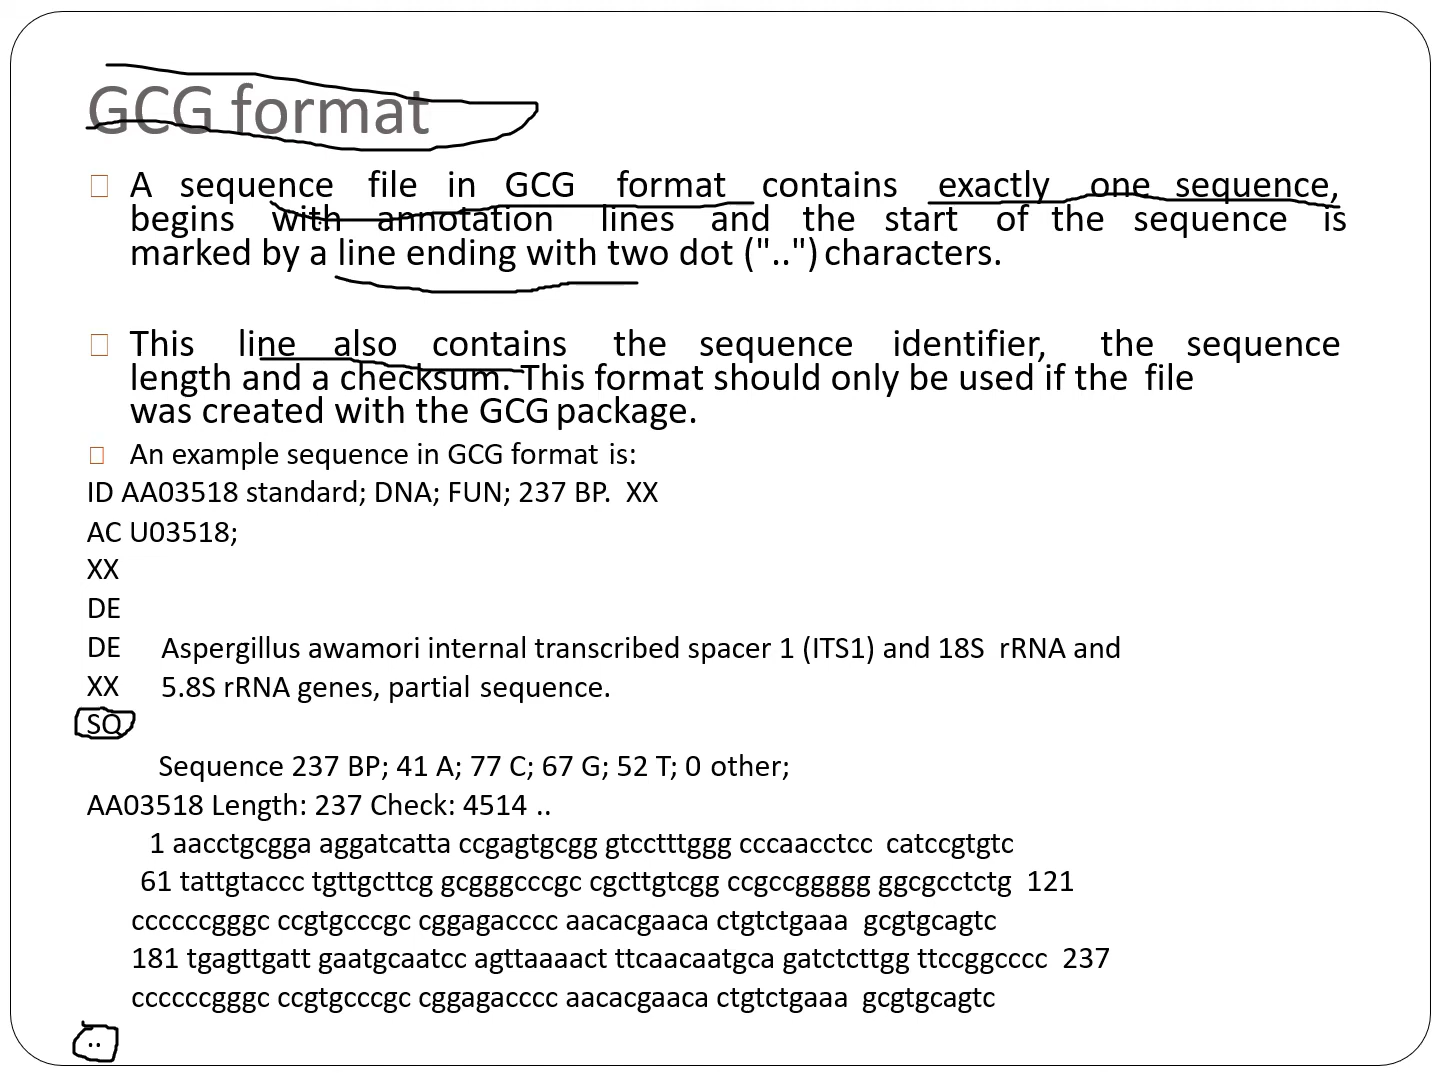 GCG format
A sequence file in GCG format contains exactly one sequence,
begins with annotation lines and the start of the sequence is
marked by a line ending with two dot ("..") characters.
This line also contains the sequence identifier, the sequence
length and a checksum. This format should only be used if the file
was created with the GCG package.
An example sequence in GCG format is:
ID AA03518 standard; DNA; FUN; 237 BP. XX
AC U03518;
XX
DE
DE Aspergillus awamori internal transcribed spacer 1 (ITS1) and 18S rRNA and
XX 5.8S rRNA genes, partial sequence.
SQ
Sequence 237 BP; 41 A; 77 C; 67 G; 52 T; 0 other;
AA03518 Length: 237 Check: 4514 ..
1 aacctgcgga aggatcatta ccgagtgcgg gtcctttggg cccaacctcc catccgtgtc
61 tattgtaccc tgttgcttcg gcgggcccgc cgcttgtcgg ccgccggggg ggcgcctctg 121
ccccccgggc ccgtgcccgc cggagacccc aacacgaaca ctgtctgaaa gcgtgcagtc
181 tgagttgatt gaatgcaatcc agttaaaact ttcaacaatgca gatctcttgg ttccggcccc 237
ccccccgggc ccgtgcccgc cggagacccc aacacgaaca ctgtctgaaa gcgtgcagtc
..